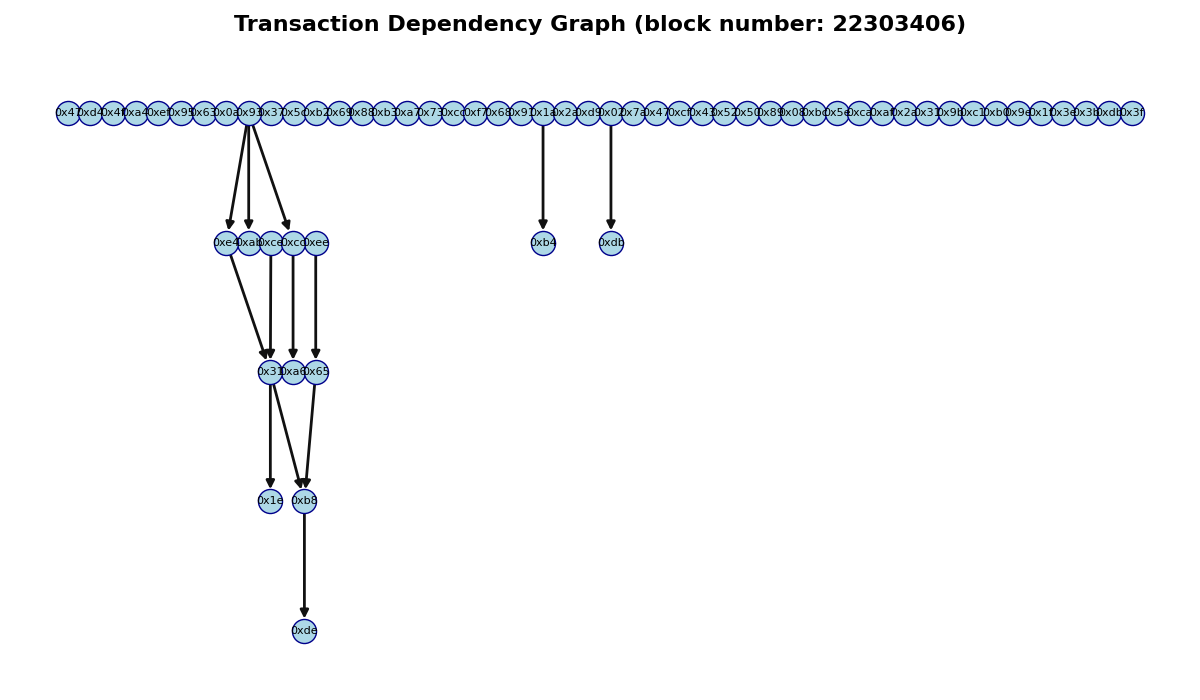 Transaction Dependency Graph (block number: 22303406)
0x47 0xd4 0x4f 0xa4 0xef 0x95 0x63 0x0a 0x93 0x37 0x5c 0xb2 0x69 0x88 0xb3 0xa7 0x73 0xcd 0xf7 0x68 0x91 0x1a 0x2a 0xd9 0x02 0x7a 0x47 0xcf 0x43 0x52 0x50 0x89 0x08 0xbc 0x5e 0xca 0xaf 0x2a 0x31 0x9b 0xc1 0xb0 0x9e 0x1f 0x3e 0x3b 0xdb 0x3f
0xe4 0xab 0xce 0xcd 0xee 0xb4 0xdb
0x31 0xa6 0x65
0x1e 0xb8
0xde